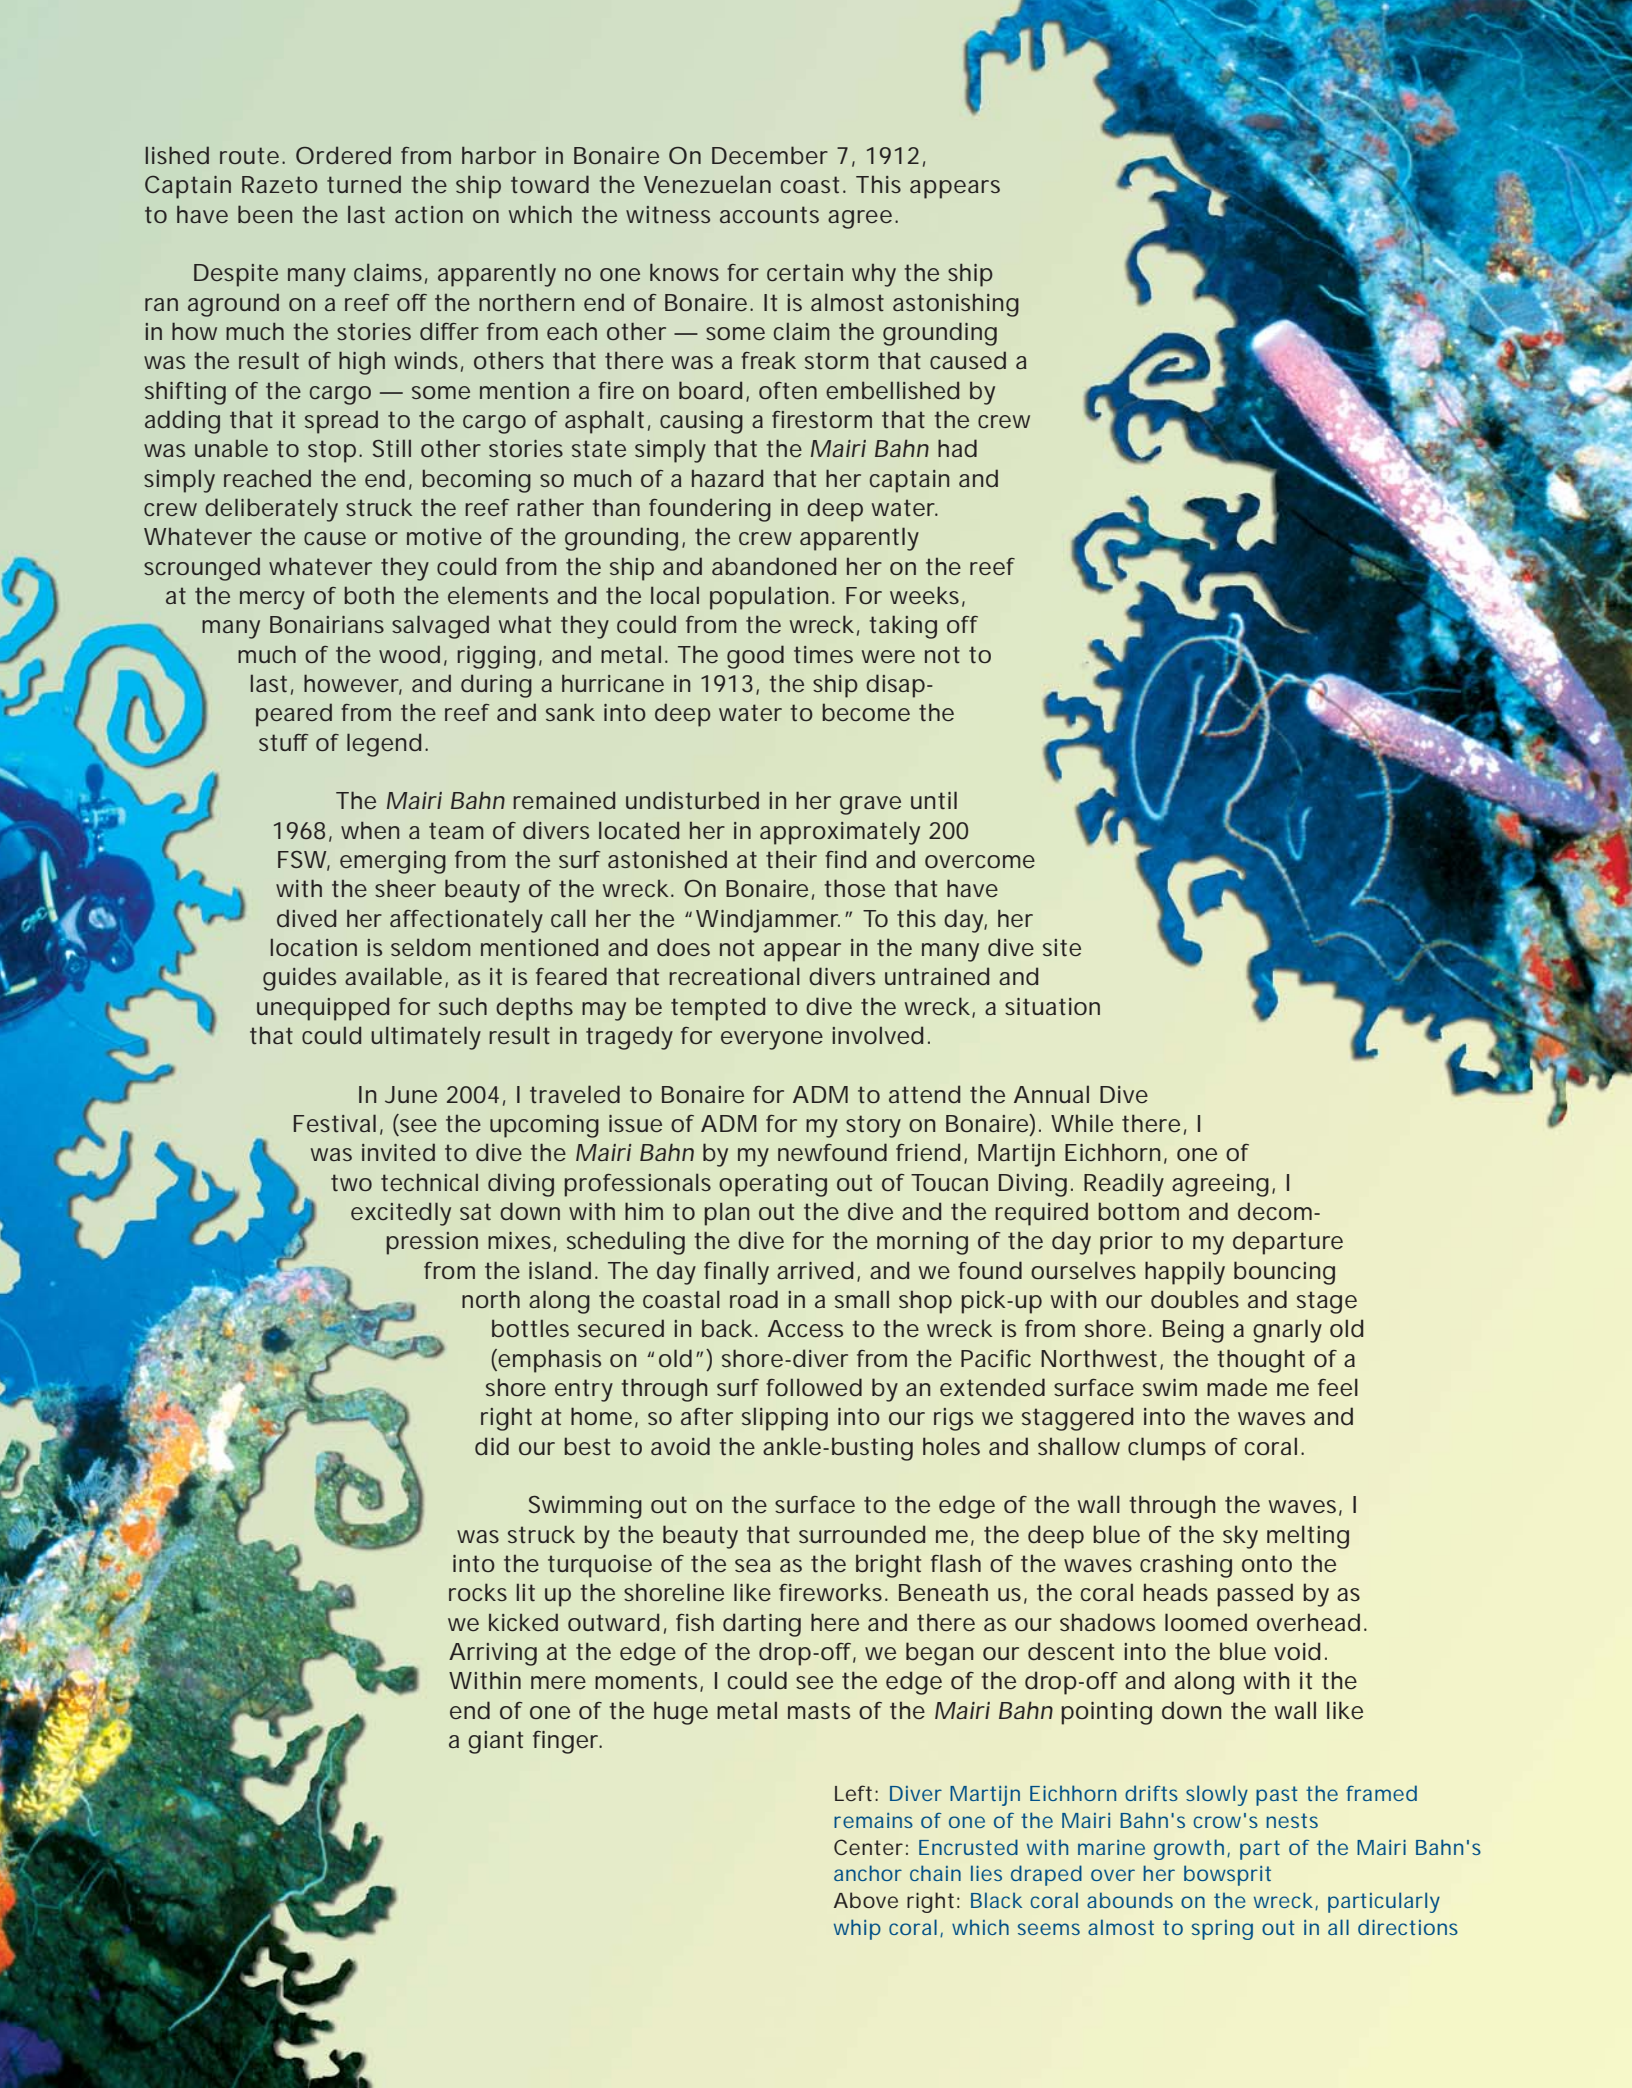 lished route. Ordered from harbor in Bonaire On December 7, 1912,
Captain Razeto turned the ship toward the Venezuelan coast. This appears
to have been the last action on which the witness accounts agree.
Despite many claims, apparently no one knows for certain why the ship
ran aground on a reef off the northern end of Bonaire. It is almost astonishing
in how much the stories differ from each other — some claim the grounding
was the result of high winds, others that there was a freak storm that caused a
shifting of the cargo — some mention a fire on board, often embellished by
adding that it spread to the cargo of asphalt, causing a firestorm that the crew
was unable to stop. Still other stories state simply that the Mairi Bahn had
simply reached the end, becoming so much of a hazard that her captain and
crew deliberately struck the reef rather than foundering in deep water.
Whatever the cause or motive of the grounding, the crew apparently
scrounged whatever they could from the ship and abandoned her on the reef
at the mercy of both the elements and the local population. For weeks,
many Bonairians salvaged what they could from the wreck, taking off
much of the wood, rigging, and metal. The good times were not to
last, however, and during a hurricane in 1913, the ship disap-
peared from the reef and sank into deep water to become the
stuff of legend.
The Mairi Bahn remained undisturbed in her grave until
1968, when a team of divers located her in approximately 200
FSW, emerging from the surf astonished at their find and overcome
with the sheer beauty of the wreck. On Bonaire, those that have
dived her affectionately call her the “Windjammer.” To this day, her
location is seldom mentioned and does not appear in the many dive site
guides available, as it is feared that recreational divers untrained and
unequipped for such depths may be tempted to dive the wreck, a situation
that could ultimately result in tragedy for everyone involved.
In June 2004, I traveled to Bonaire for ADM to attend the Annual Dive
Festival, (see the upcoming issue of ADM for my story on Bonaire). While there, I
was invited to dive the Mairi Bahn by my newfound friend, Martijn Eichhorn, one of
two technical diving professionals operating out of Toucan Diving. Readily agreeing, I
excitedly sat down with him to plan out the dive and the required bottom and decom-
pression mixes, scheduling the dive for the morning of the day prior to my departure
from the island. The day finally arrived, and we found ourselves happily bouncing
north along the coastal road in a small shop pick-up with our doubles and stage
bottles secured in back. Access to the wreck is from shore. Being a gnarly old
(emphasis on “old”) shore-diver from the Pacific Northwest, the thought of a
shore entry through surf followed by an extended surface swim made me feel
right at home, so after slipping into our rigs we staggered into the waves and
did our best to avoid the ankle-busting holes and shallow clumps of coral.
Swimming out on the surface to the edge of the wall through the waves, I
was struck by the beauty that surrounded me, the deep blue of the sky melting
into the turquoise of the sea as the bright flash of the waves crashing onto the
rocks lit up the shoreline like fireworks. Beneath us, the coral heads passed by as
we kicked outward, fish darting here and there as our shadows loomed overhead.
Arriving at the edge of the drop-off, we began our descent into the blue void.
Within mere moments, I could see the edge of the drop-off and along with it the
end of one of the huge metal masts of the Mairi Bahn pointing down the wall like
a giant finger.
Left: Diver Martijn Eichhorn drifts slowly past the framed
remains of one of the Mairi Bahn's crow's nests
Center: Encrusted with marine growth, part of the Mairi Bahn's
anchor chain lies draped over her bowsprit
Above right: Black coral abounds on the wreck, particularly
whip coral, which seems almost to spring out in all directions